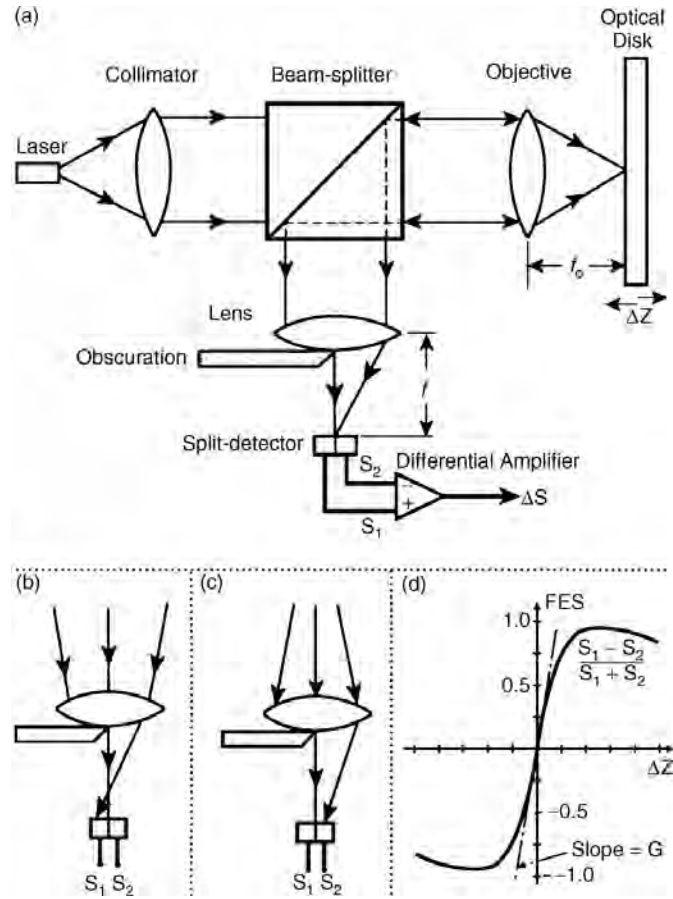 (a)
Optical
Disk
Collimator
Beam-splitter
Objective
Laser
fₒ
ΔZ
Lens
Obscuration
f
Split-detector
S₂
Differential Amplifier
−
+
ΔS
S₁
(b)
(c)
(d)
FES
1.0
S₁ − S₂
S₁ + S₂
0.5
ΔZ
−0.5
Slope = G
−1.0
S₁ S₂
S₁ S₂